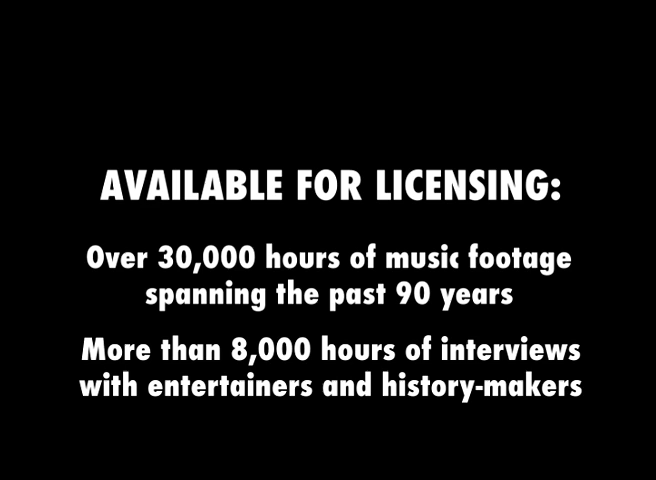 AVAILABLE FOR LICENSING:
Over 30,000 hours of music footage
spanning the past 90 years
More than 8,000 hours of interviews
with entertainers and history-makers